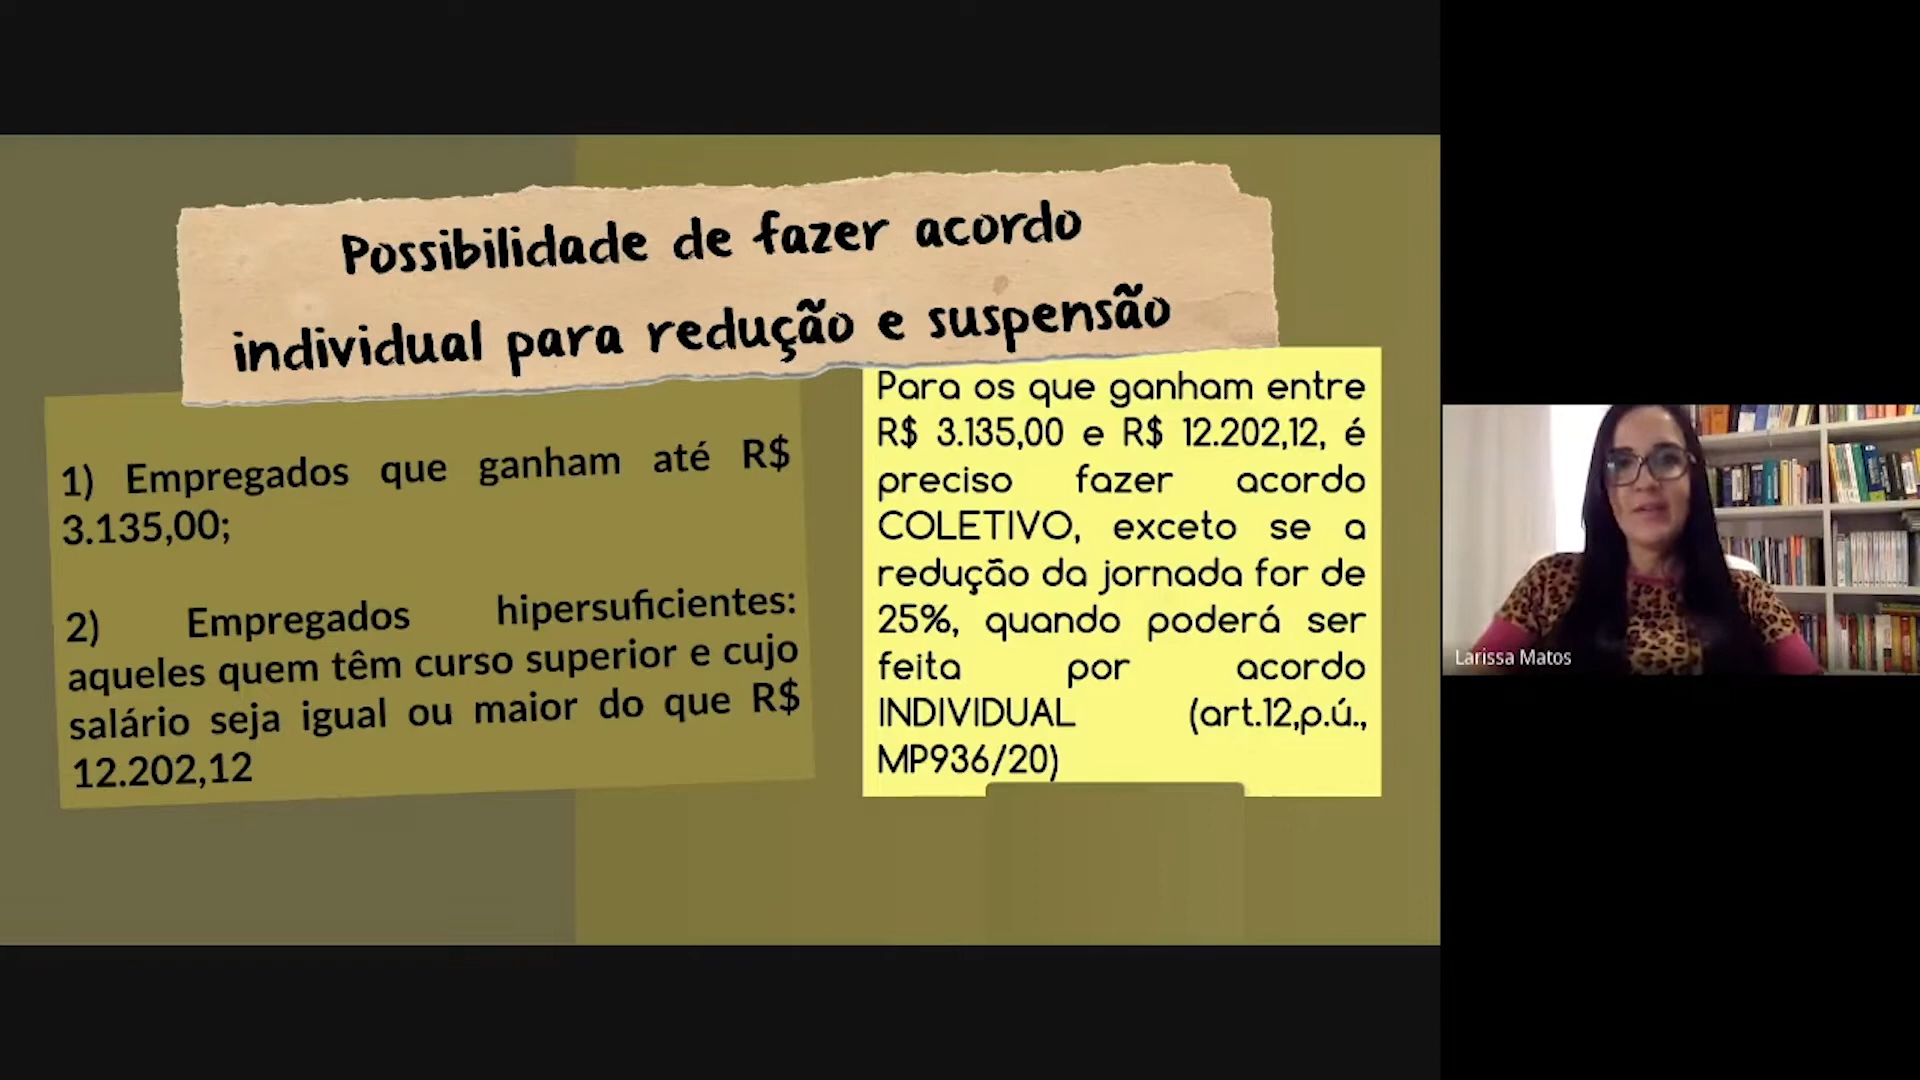 Possibilidade de fazer acordo
individual para redução e suspensão
1) Empregados que ganham até R$
3.135,00;
2) Empregados hipersuficientes:
aqueles quem têm curso superior e cujo
salário seja igual ou maior do que R$
12.202,12
Para os que ganham entre
R$ 3.135,00 e R$ 12.202,12, é
preciso fazer acordo
COLETIVO, exceto se a
redução da jornada for de
25%, quando poderá ser
feita por acordo
INDIVIDUAL (art.12,p.ú.,
MP936/20)
Larissa Matos